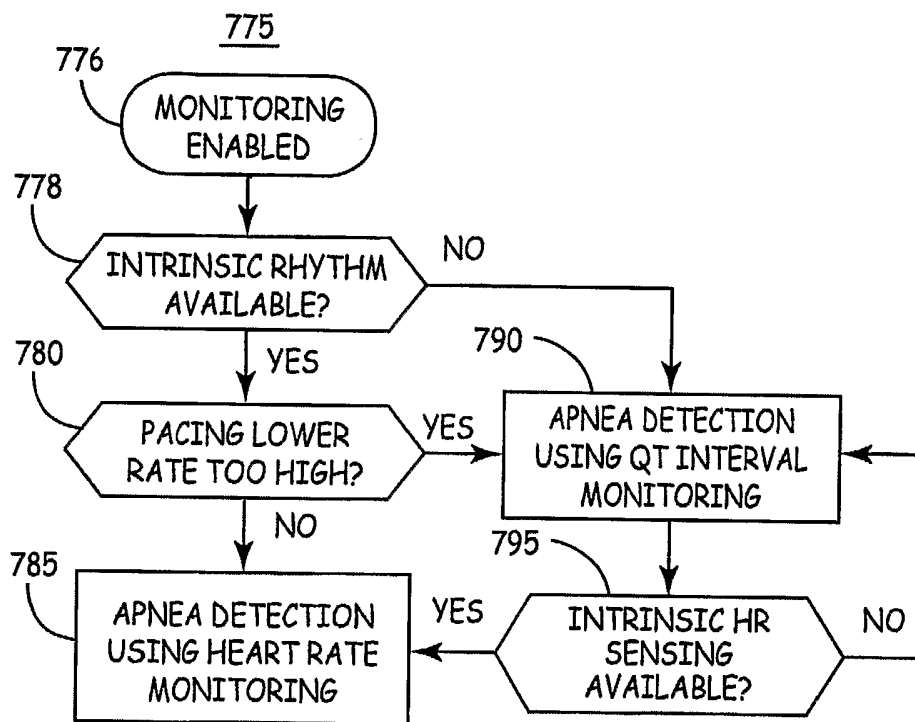 775
776
MONITORING
ENABLED
778
INTRINSIC RHYTHM
AVAILABLE?
NO
780
YES
790
PACING LOWER
RATE TOO HIGH?
YES
APNEA DETECTION
USING QT INTERVAL
MONITORING
NO
785
795
APNEA DETECTION
USING HEART RATE
MONITORING
YES
INTRINSIC HR
SENSING
AVAILABLE?
NO